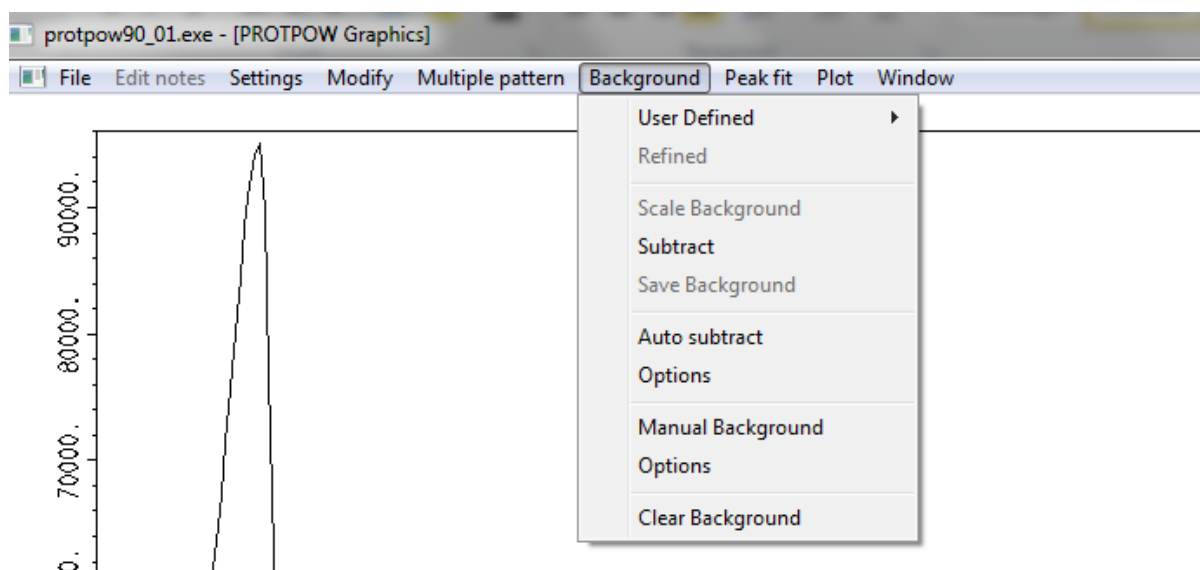 protpow90_01.exe - [PROTPOW Graphics]
File Edit notes Settings Modify Multiple pattern Background Peak fit Plot Window
User Defined
Refined
Scale Background
Subtract
Save Background
Auto subtract
Options
Manual Background
Options
Clear Background
90000.
80000.
70000.